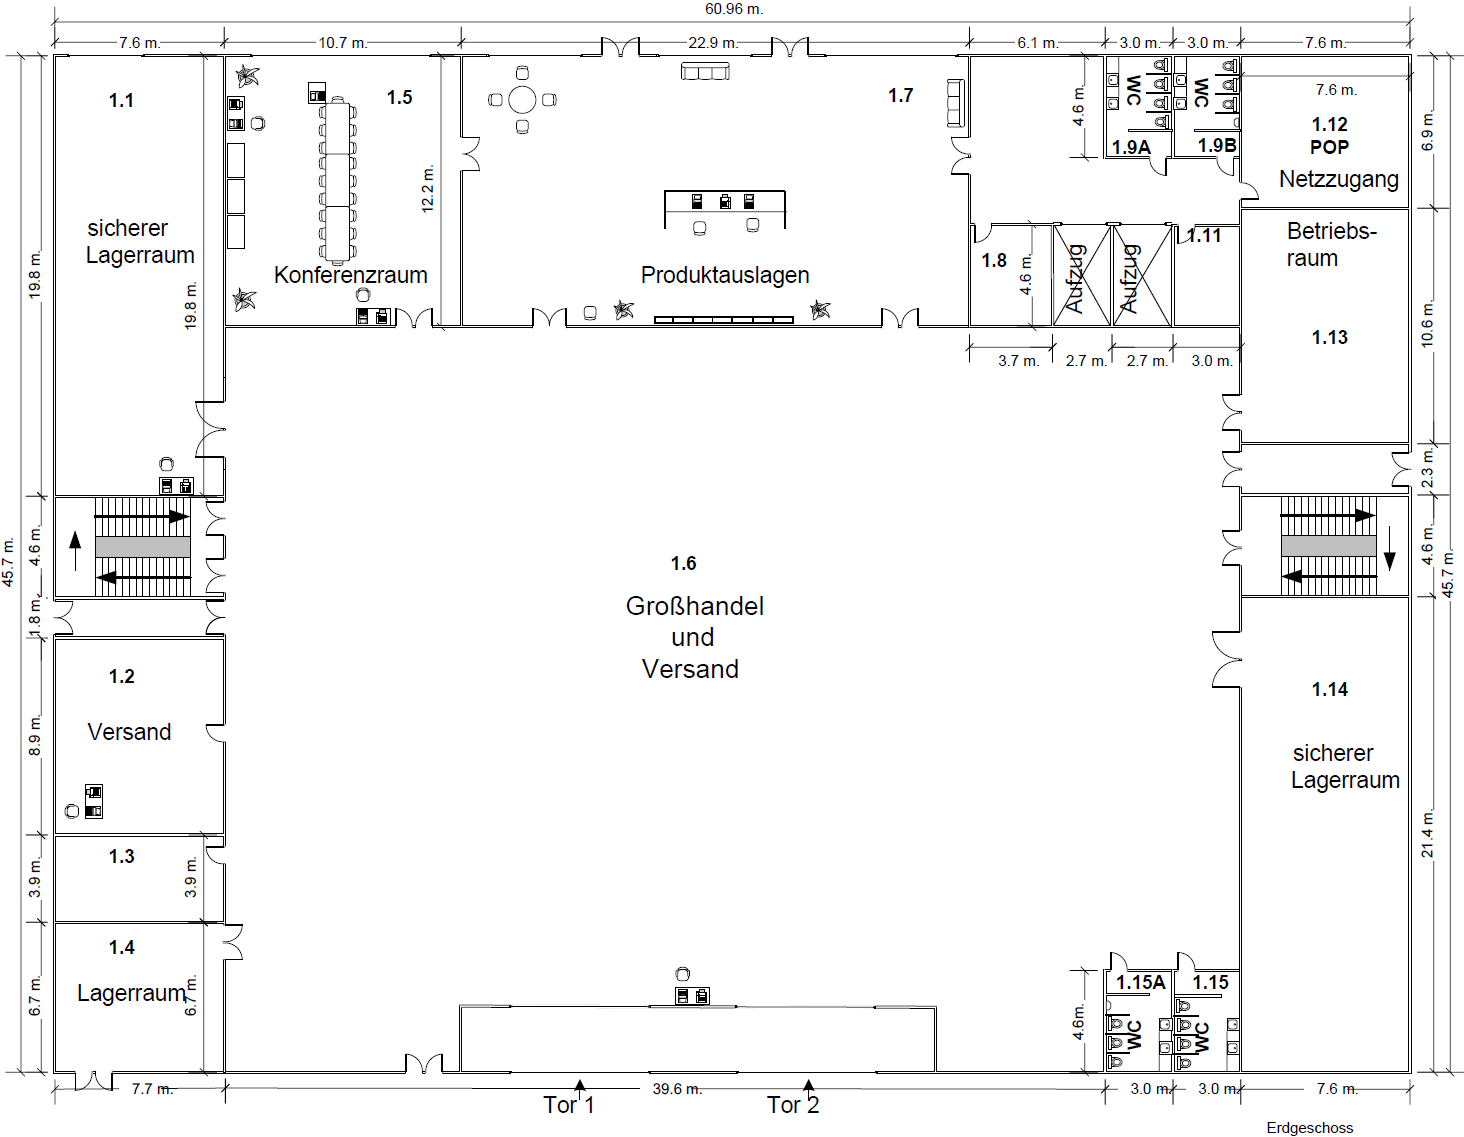 60.96 m.
7.6 m.
10.7 m.
22.9 m.
6.1 m.
3.0 m.
3.0 m.
7.6 m.
1.1
1.5
1.7
4.6 m.
WC
WC
1.9A
1.9B
7.6 m.
1.12
POP
Netzzugang
6.9 m.
sicherer
Lagerraum
12.2 m.
Konferenzraum
Produktauslagen
1.8
4.6 m.
Aufzug
Aufzug
1.11
Betriebs-
raum
1.13
10.6 m.
19.8 m.
19.8 m.
3.7 m.
2.7 m.
2.7 m.
3.0 m.
2.3 m.
45.7 m.
4.6 m.
4.6 m.
45.7 m.
1.6
Großhandel
und
Versand
1.8 m.
1.2
Versand
8.9 m.
1.14
sicherer
Lagerraum
21.4 m.
1.3
3.9 m.
3.9 m.
1.4
Lagerraum
6.7 m.
6.7 m.
4.6m.
1.15A
1.15
WC
WC
7.7 m.
39.6 m.
3.0 m.
3.0 m.
7.6 m.
Tor 1
Tor 2
Erdgeschoss